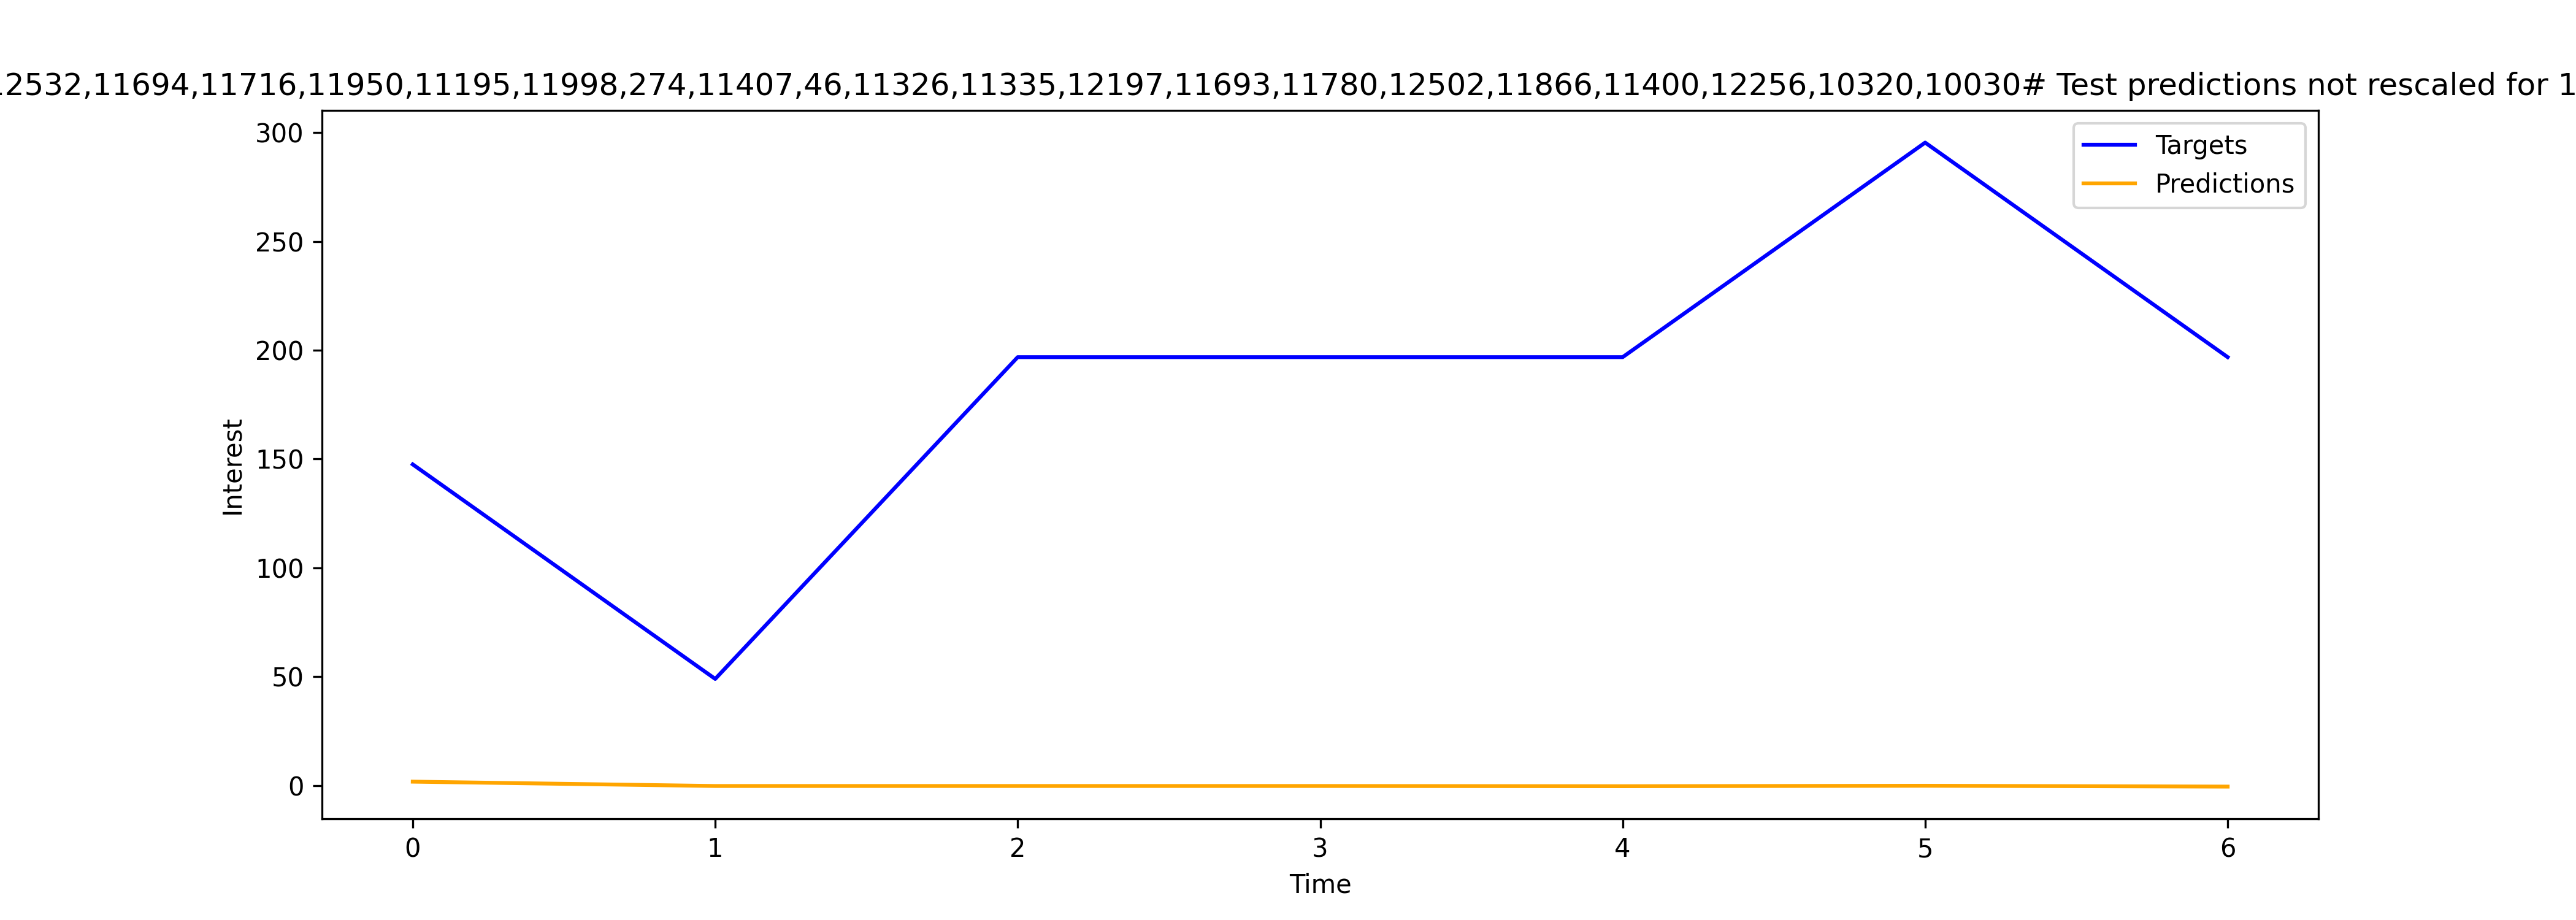 2532,11694,11716,11950,11195,11998,274,11407,46,11326,11335,12197,11693,11780,12502,11866,11400,12256,10320,10030# Test predictions not rescaled for 1
300
250
200
150
100
50
0
Interest
Targets
Predictions
0 1 2 3 4 5 6
Time